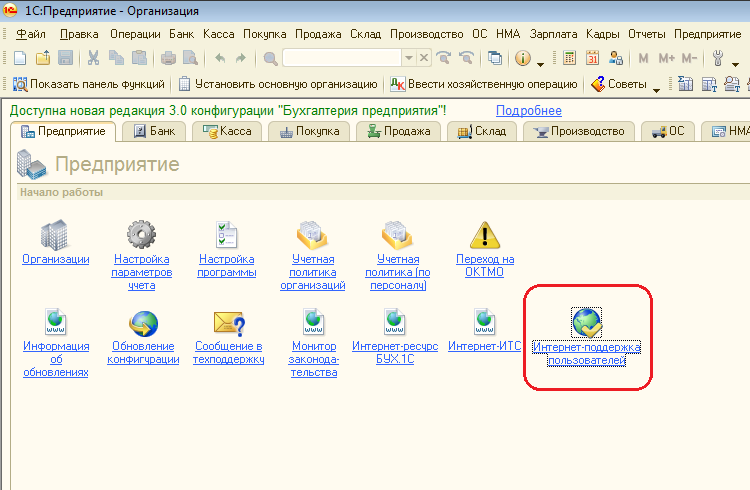 1С:Предприятие - Организация
Файл Правка Операции Банк Касса Покупка Продажа Склад Производство ОС НМА Зарплата Кадры Отчеты Предприятие
M M+ M-
Показать панель функций Установить основную организацию Ввести хозяйственную операцию Советы
Доступна новая редакция 3.0 конфигурации "Бухгалтерия предприятия"! Подробнее
Предприятие Банк Касса Покупка Продажа Склад Производство ОС НМА
Предприятие
Начало работы
Организации Настройка Настройка Учетная Учетная Переход на
параметров программы политика политика (по ОКТМО
учета организаций персоналу)
Информация Обновление Сообщение в Монитор Интернет-ресурс Интернет-ИТС Интернет-поддержка
об конфигурации техподдержку законода- БУХ.1С пользователей
обновлениях тельства